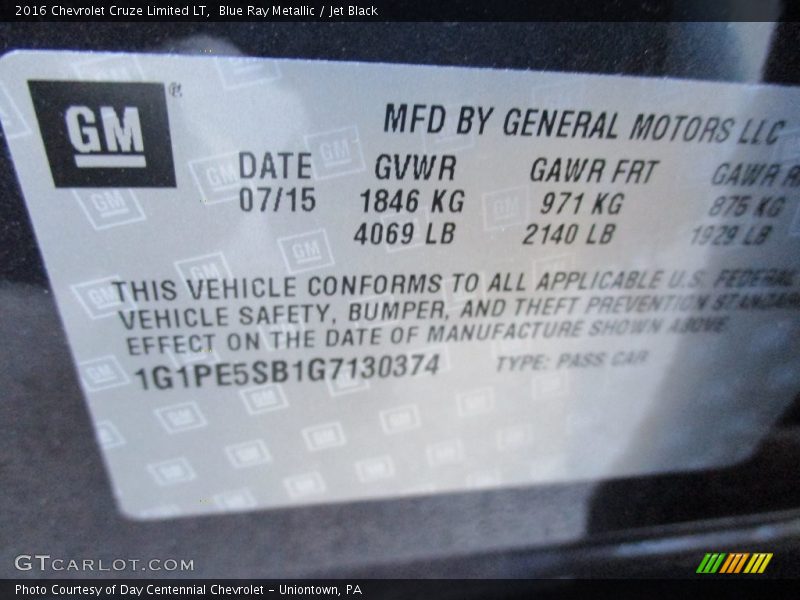 2016 Chevrolet Cruze Limited LT, Blue Ray Metallic / Jet Black
GM ®
MFD BY GENERAL MOTORS LLC
DATE GVWR GAWR FRT GAWR
07/15 1846 KG 971 KG 875 KG
4069 LB 2140 LB 1929 LB
THIS VEHICLE CONFORMS TO ALL APPLICABLE U.S. FEDERAL
VEHICLE SAFETY, BUMPER, AND THEFT PREVENTION STANDAR
EFFECT ON THE DATE OF MANUFACTURE SHOWN ABOVE
1G1PE5SB1G7130374 TYPE: PASS CAR
GTCARLOT.COM
Photo Courtesy of Day Centennial Chevrolet – Uniontown, PA